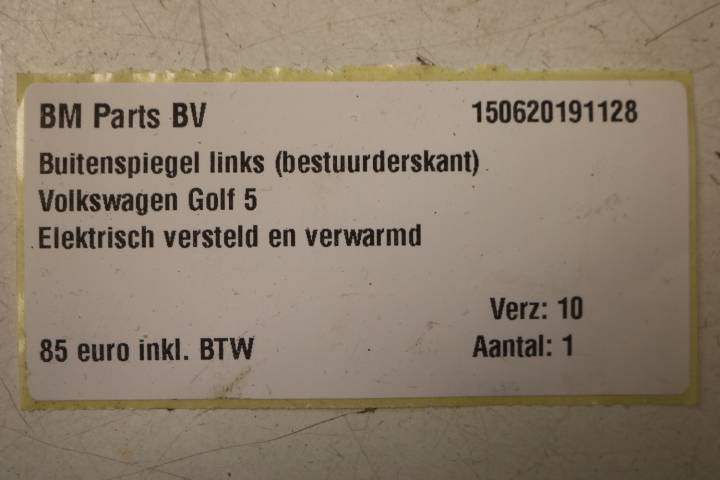 BM Parts BV 150620191128
Buitenspiegel links (bestuurderskant)
Volkswagen Golf 5
Elektrisch versteld en verwarmd
Verz: 10
85 euro inkl. BTW Aantal: 1